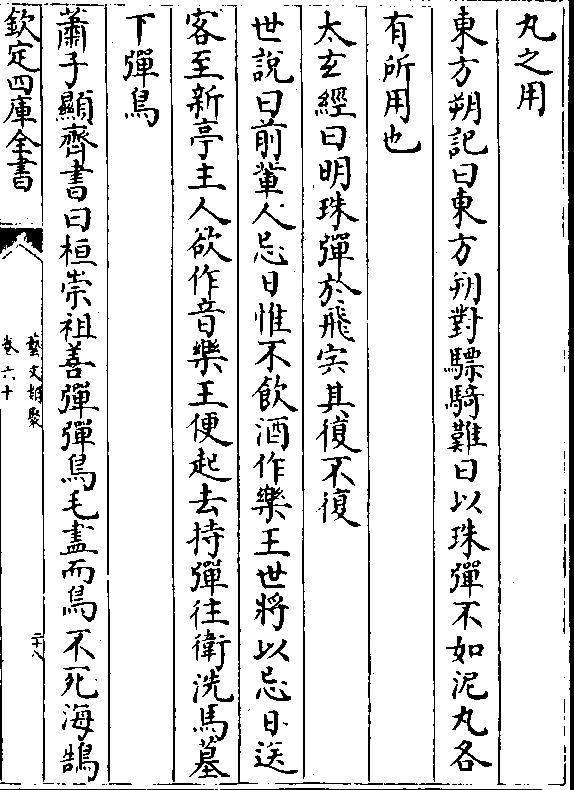 丸之用
東方朔記曰東方朔對驃騎難曰以珠彈不如泥丸各
有所用也
太玄經曰明珠彈於飛宍其復不復
世說曰前輩人忌日惟不飲酒作樂王世將以忌日送
客至新亭主人欲作音樂王便起去持彈往衛洗馬墓
下彈鳥
蕭子顯齊書曰桓崇祖善彈彈鳥毛盡而鳥不死海鵠
欽定四庫全書
藝文類聚
卷六十
二十八